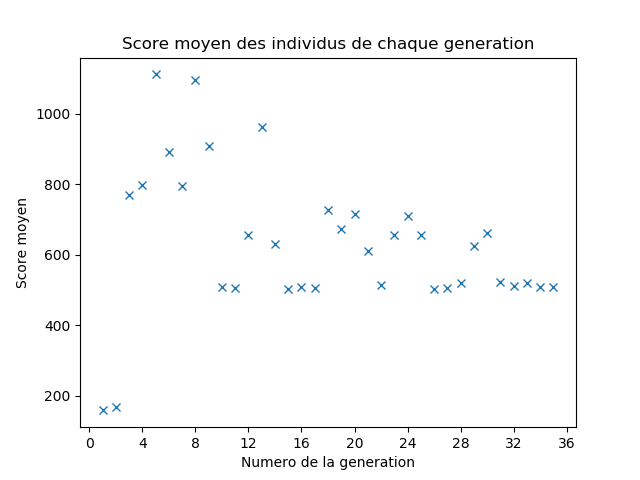 Score moyen des individus de chaque generation
1000
800
600
400
200
Score moyen
0 4 8 12 16 20 24 28 32 36
Numero de la generation